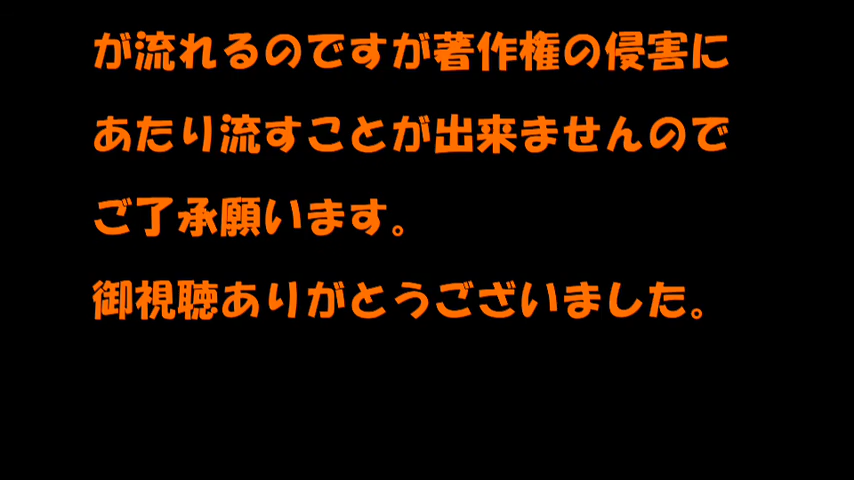 が流れるのですが著作権の侵害に
あたり流すことが出来ませんので
ご了承願います。
御視聴ありがとうございました。